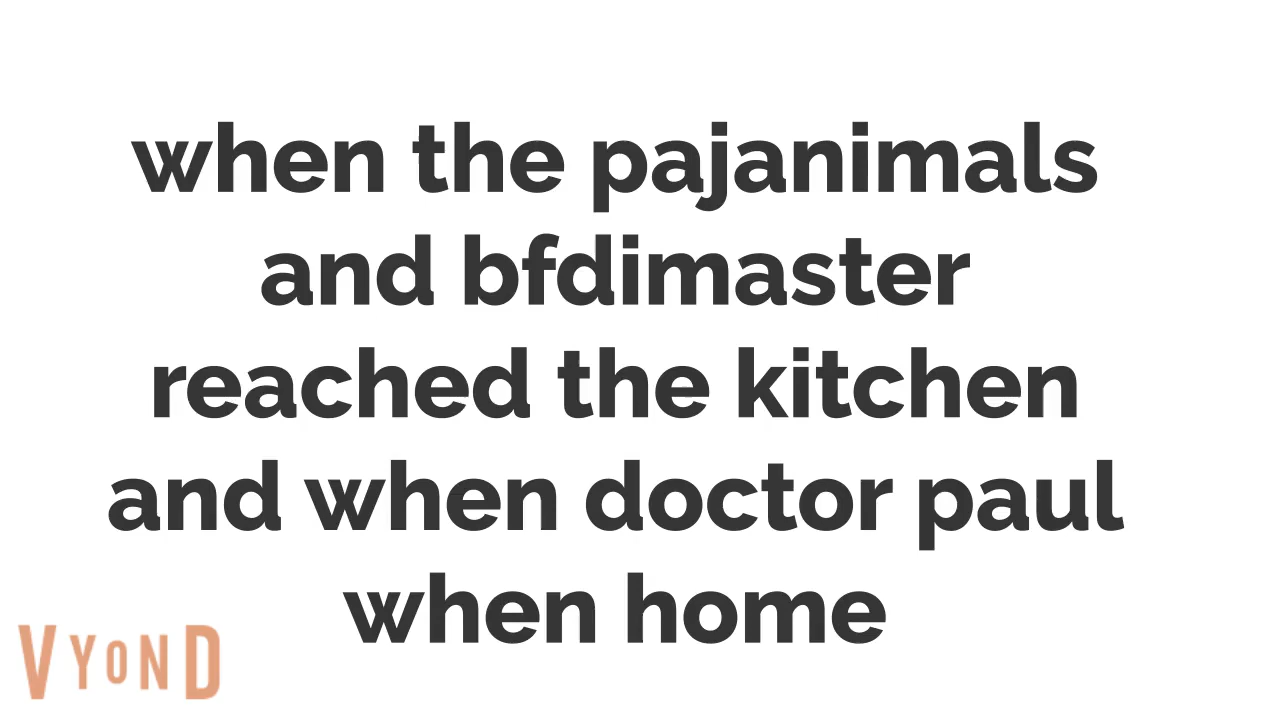 when the pajanimals
and bfdimaster
reached the kitchen
and when doctor paul
when home
VYOND